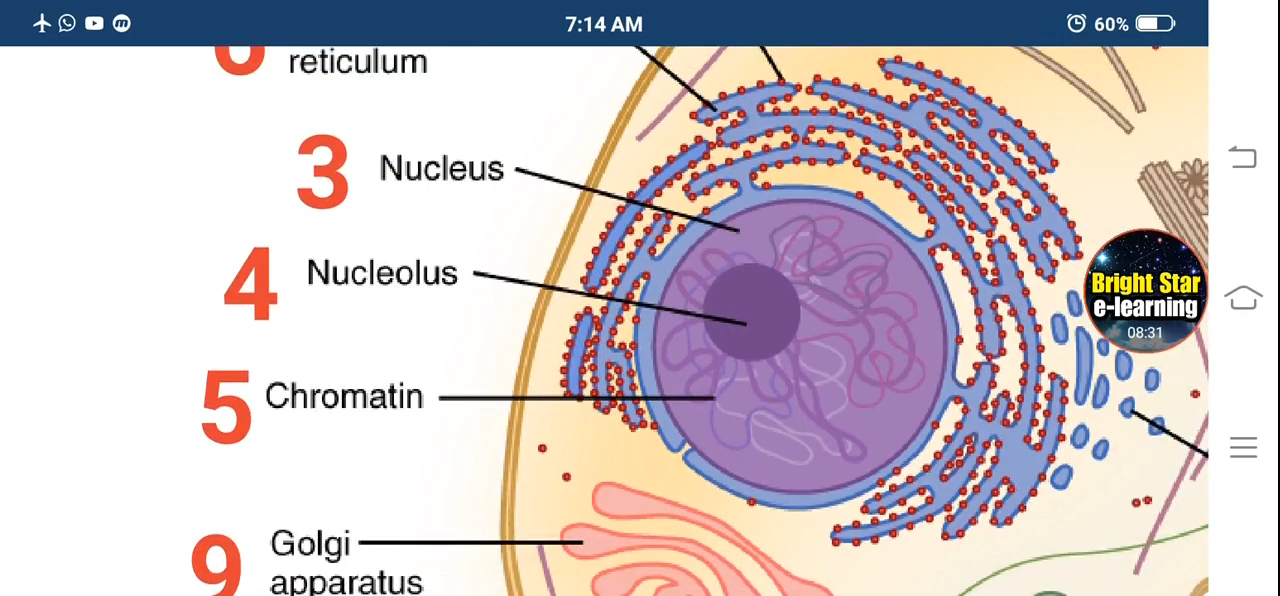 7:14 AM
60%
6
reticulum
3 Nucleus
4 Nucleolus
Bright Star
e-learning
08:31
5 Chromatin
9 Golgi
apparatus